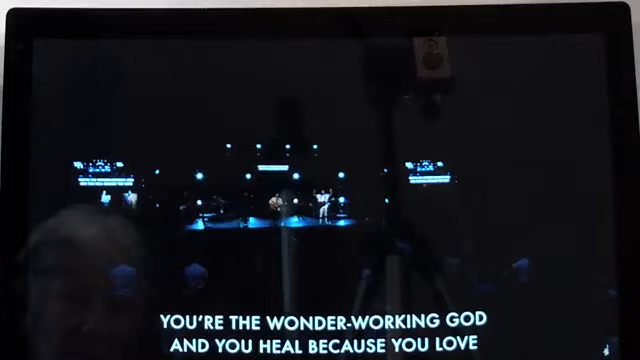 YOU'RE THE WONDER-WORKING GOD
AND YOU HEAL BECAUSE YOU LOVE